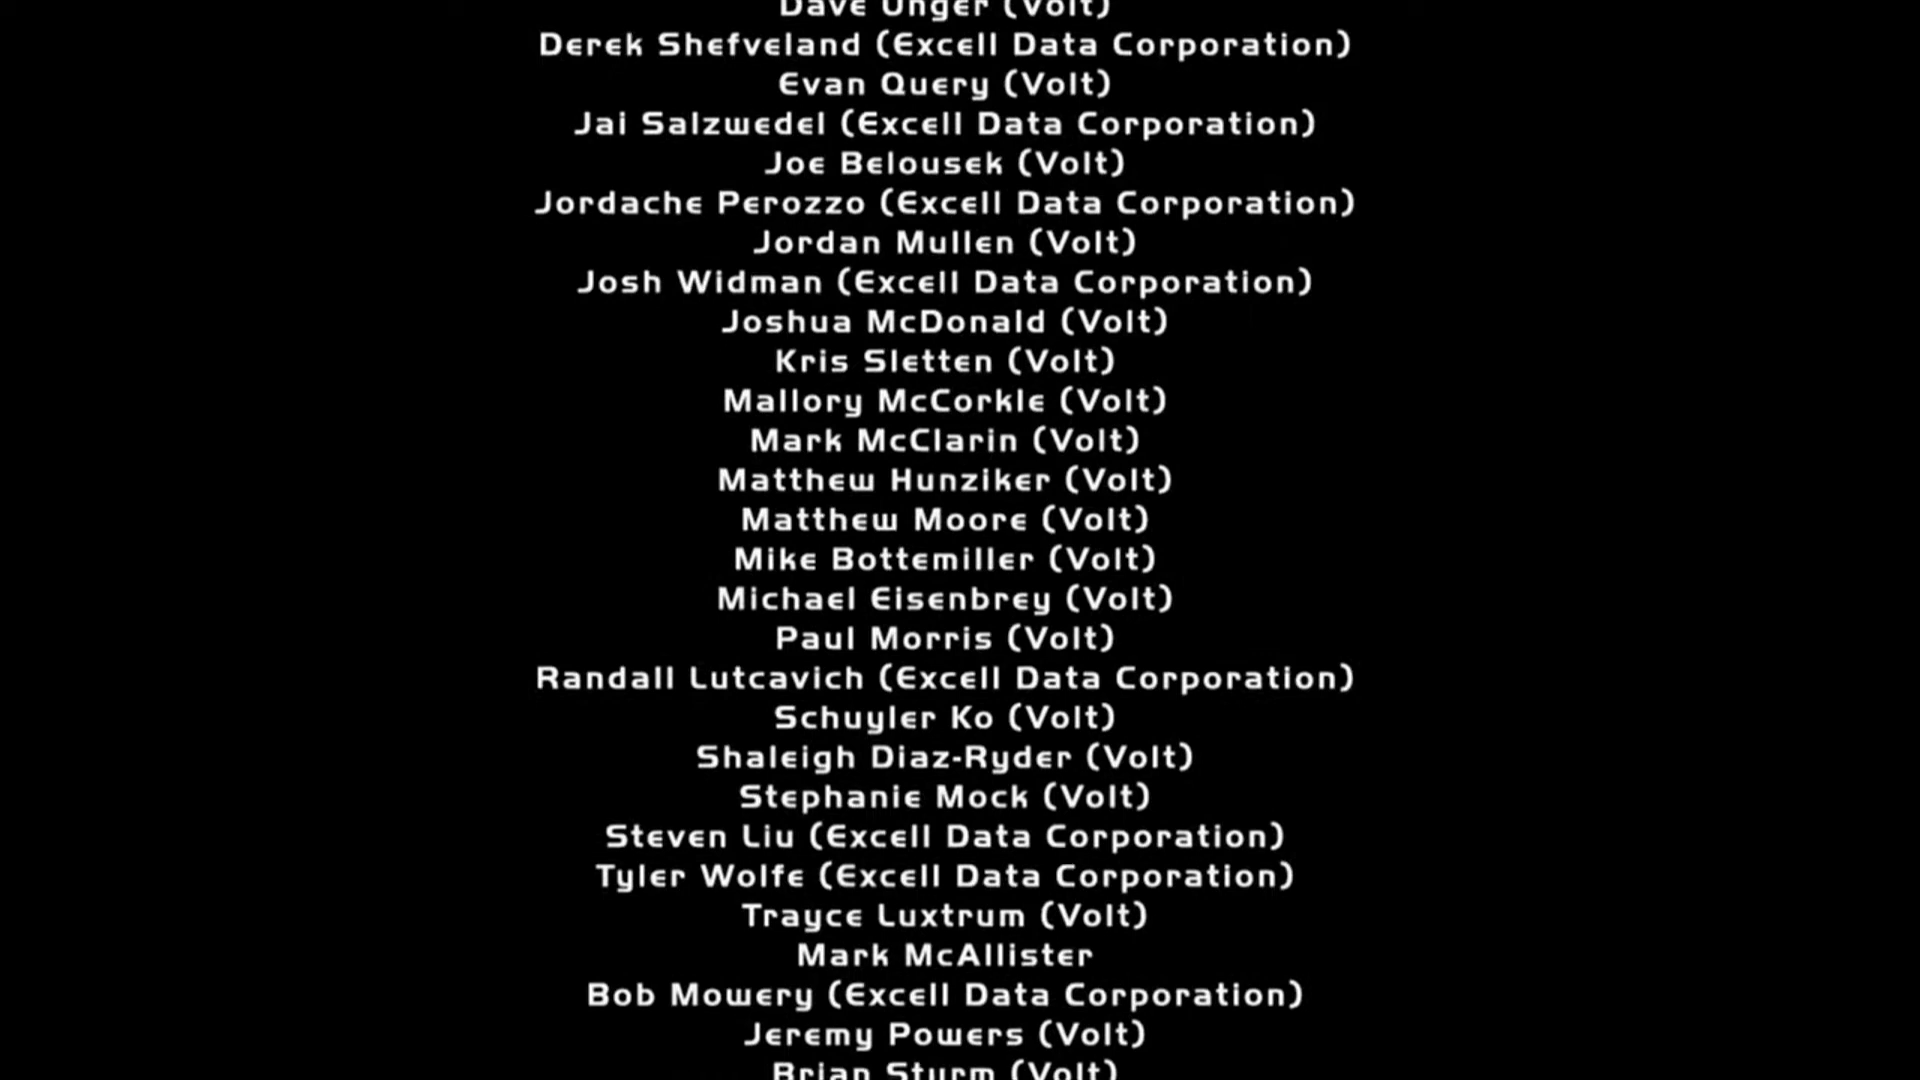 Dave Unger (Volt)
Derek Shefveland (Excell Data Corporation)
Evan Query (Volt)
Jai Salzwedel (Excell Data Corporation)
Joe Belousek (Volt)
Jordache Perozzo (Excell Data Corporation)
Jordan Mullen (Volt)
Josh Widman (Excell Data Corporation)
Joshua McDonald (Volt)
Kris Sletten (Volt)
Mallory McCorkle (Volt)
Mark McClarin (Volt)
Matthew Hunziker (Volt)
Matthew Moore (Volt)
Mike Bottemiller (Volt)
Michael Eisenbrey (Volt)
Paul Morris (Volt)
Randall Lutcavich (Excell Data Corporation)
Schuyler Ko (Volt)
Shaleigh Diaz-Ryder (Volt)
Stephanie Mock (Volt)
Steven Liu (Excell Data Corporation)
Tyler Wolfe (Excell Data Corporation)
Trayce Luxtrum (Volt)
Mark McAllister
Bob Mowery (Excell Data Corporation)
Jeremy Powers (Volt)
Brian Sturm (Volt)